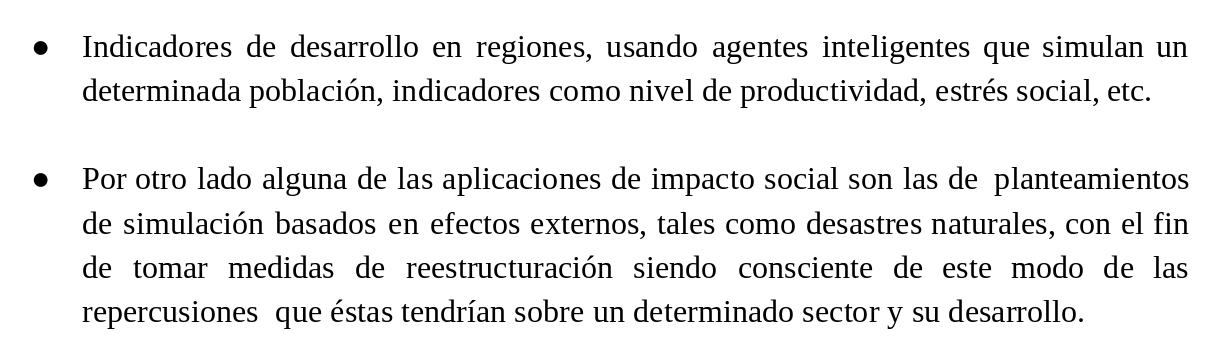 ● Indicadores de desarrollo en regiones, usando agentes inteligentes que simulan un
determinada población, indicadores como nivel de productividad, estrés social, etc.
● Por otro lado alguna de las aplicaciones de impacto social son las de  planteamientos
de simulación basados en efectos externos, tales como desastres naturales, con el fin
de tomar medidas de reestructuración siendo consciente de este modo de las
repercusiones  que éstas tendrían sobre un determinado sector y su desarrollo.